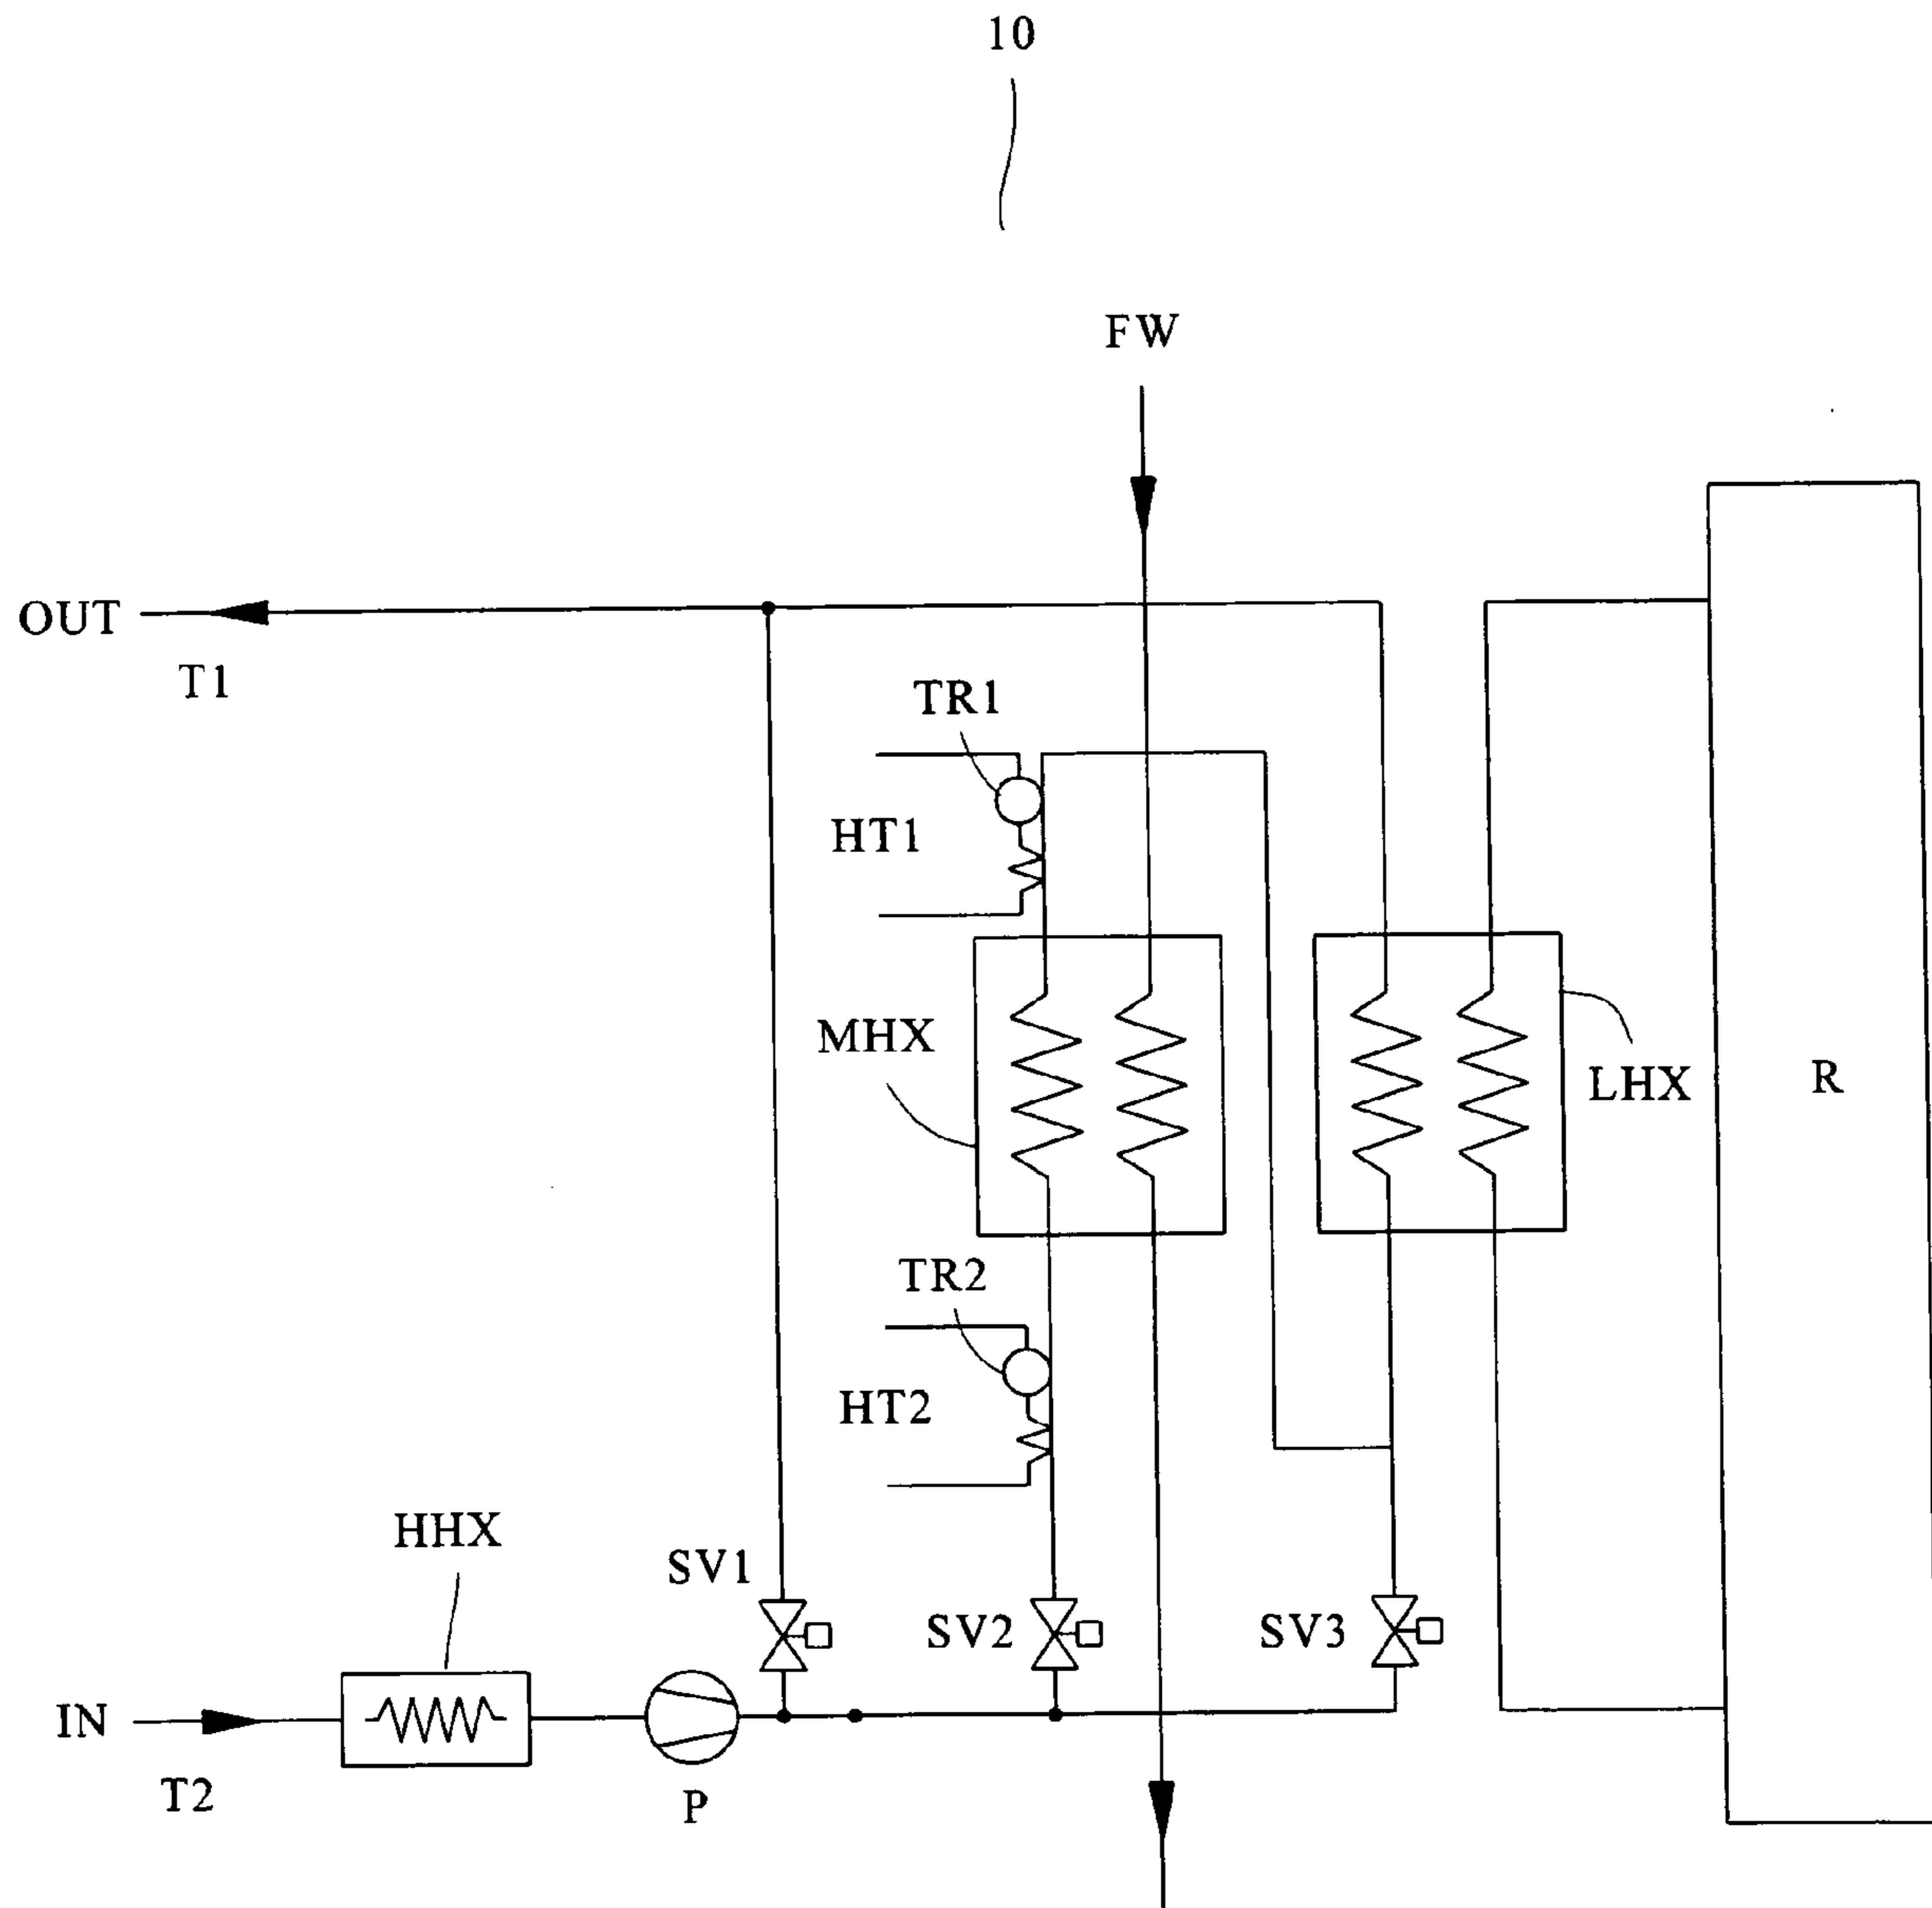 10
FW
OUT
T1
TR1
HT1
MHX
LHX
R
TR2
HT2
HHX
SV1
SV2
SV3
IN
T2
P